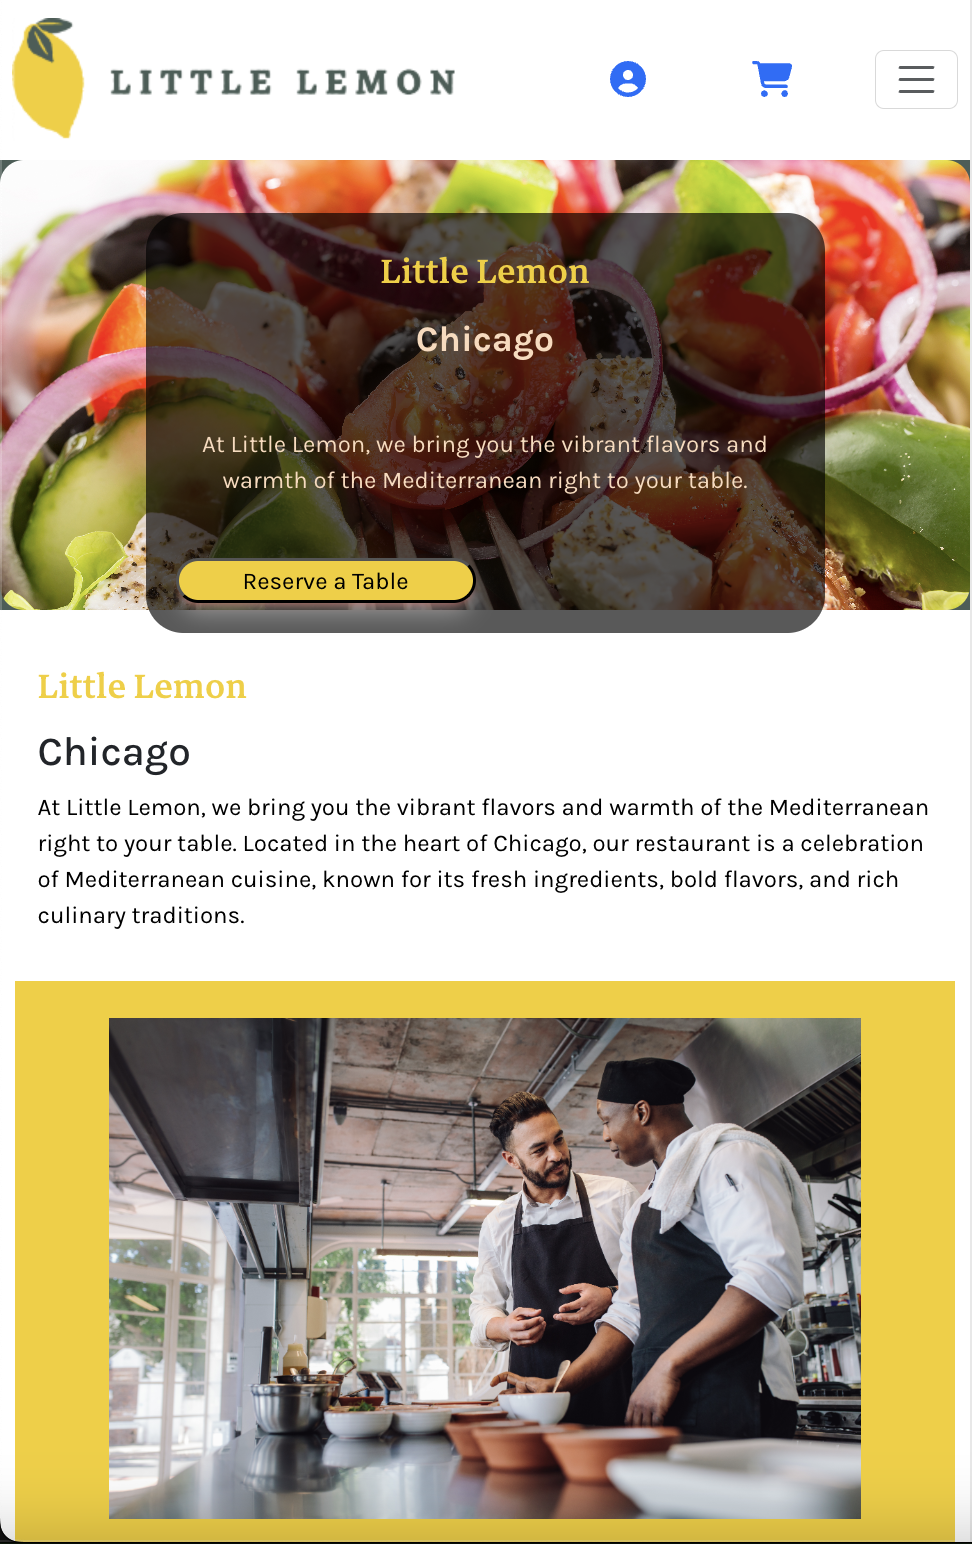 LITTLE LEMON
Little Lemon
Chicago
At Little Lemon, we bring you the vibrant flavors and
warmth of the Mediterranean right to your table.
Reserve a Table
Little Lemon
Chicago
At Little Lemon, we bring you the vibrant flavors and warmth of the Mediterranean
right to your table. Located in the heart of Chicago, our restaurant is a celebration
of Mediterranean cuisine, known for its fresh ingredients, bold flavors, and rich
culinary traditions.